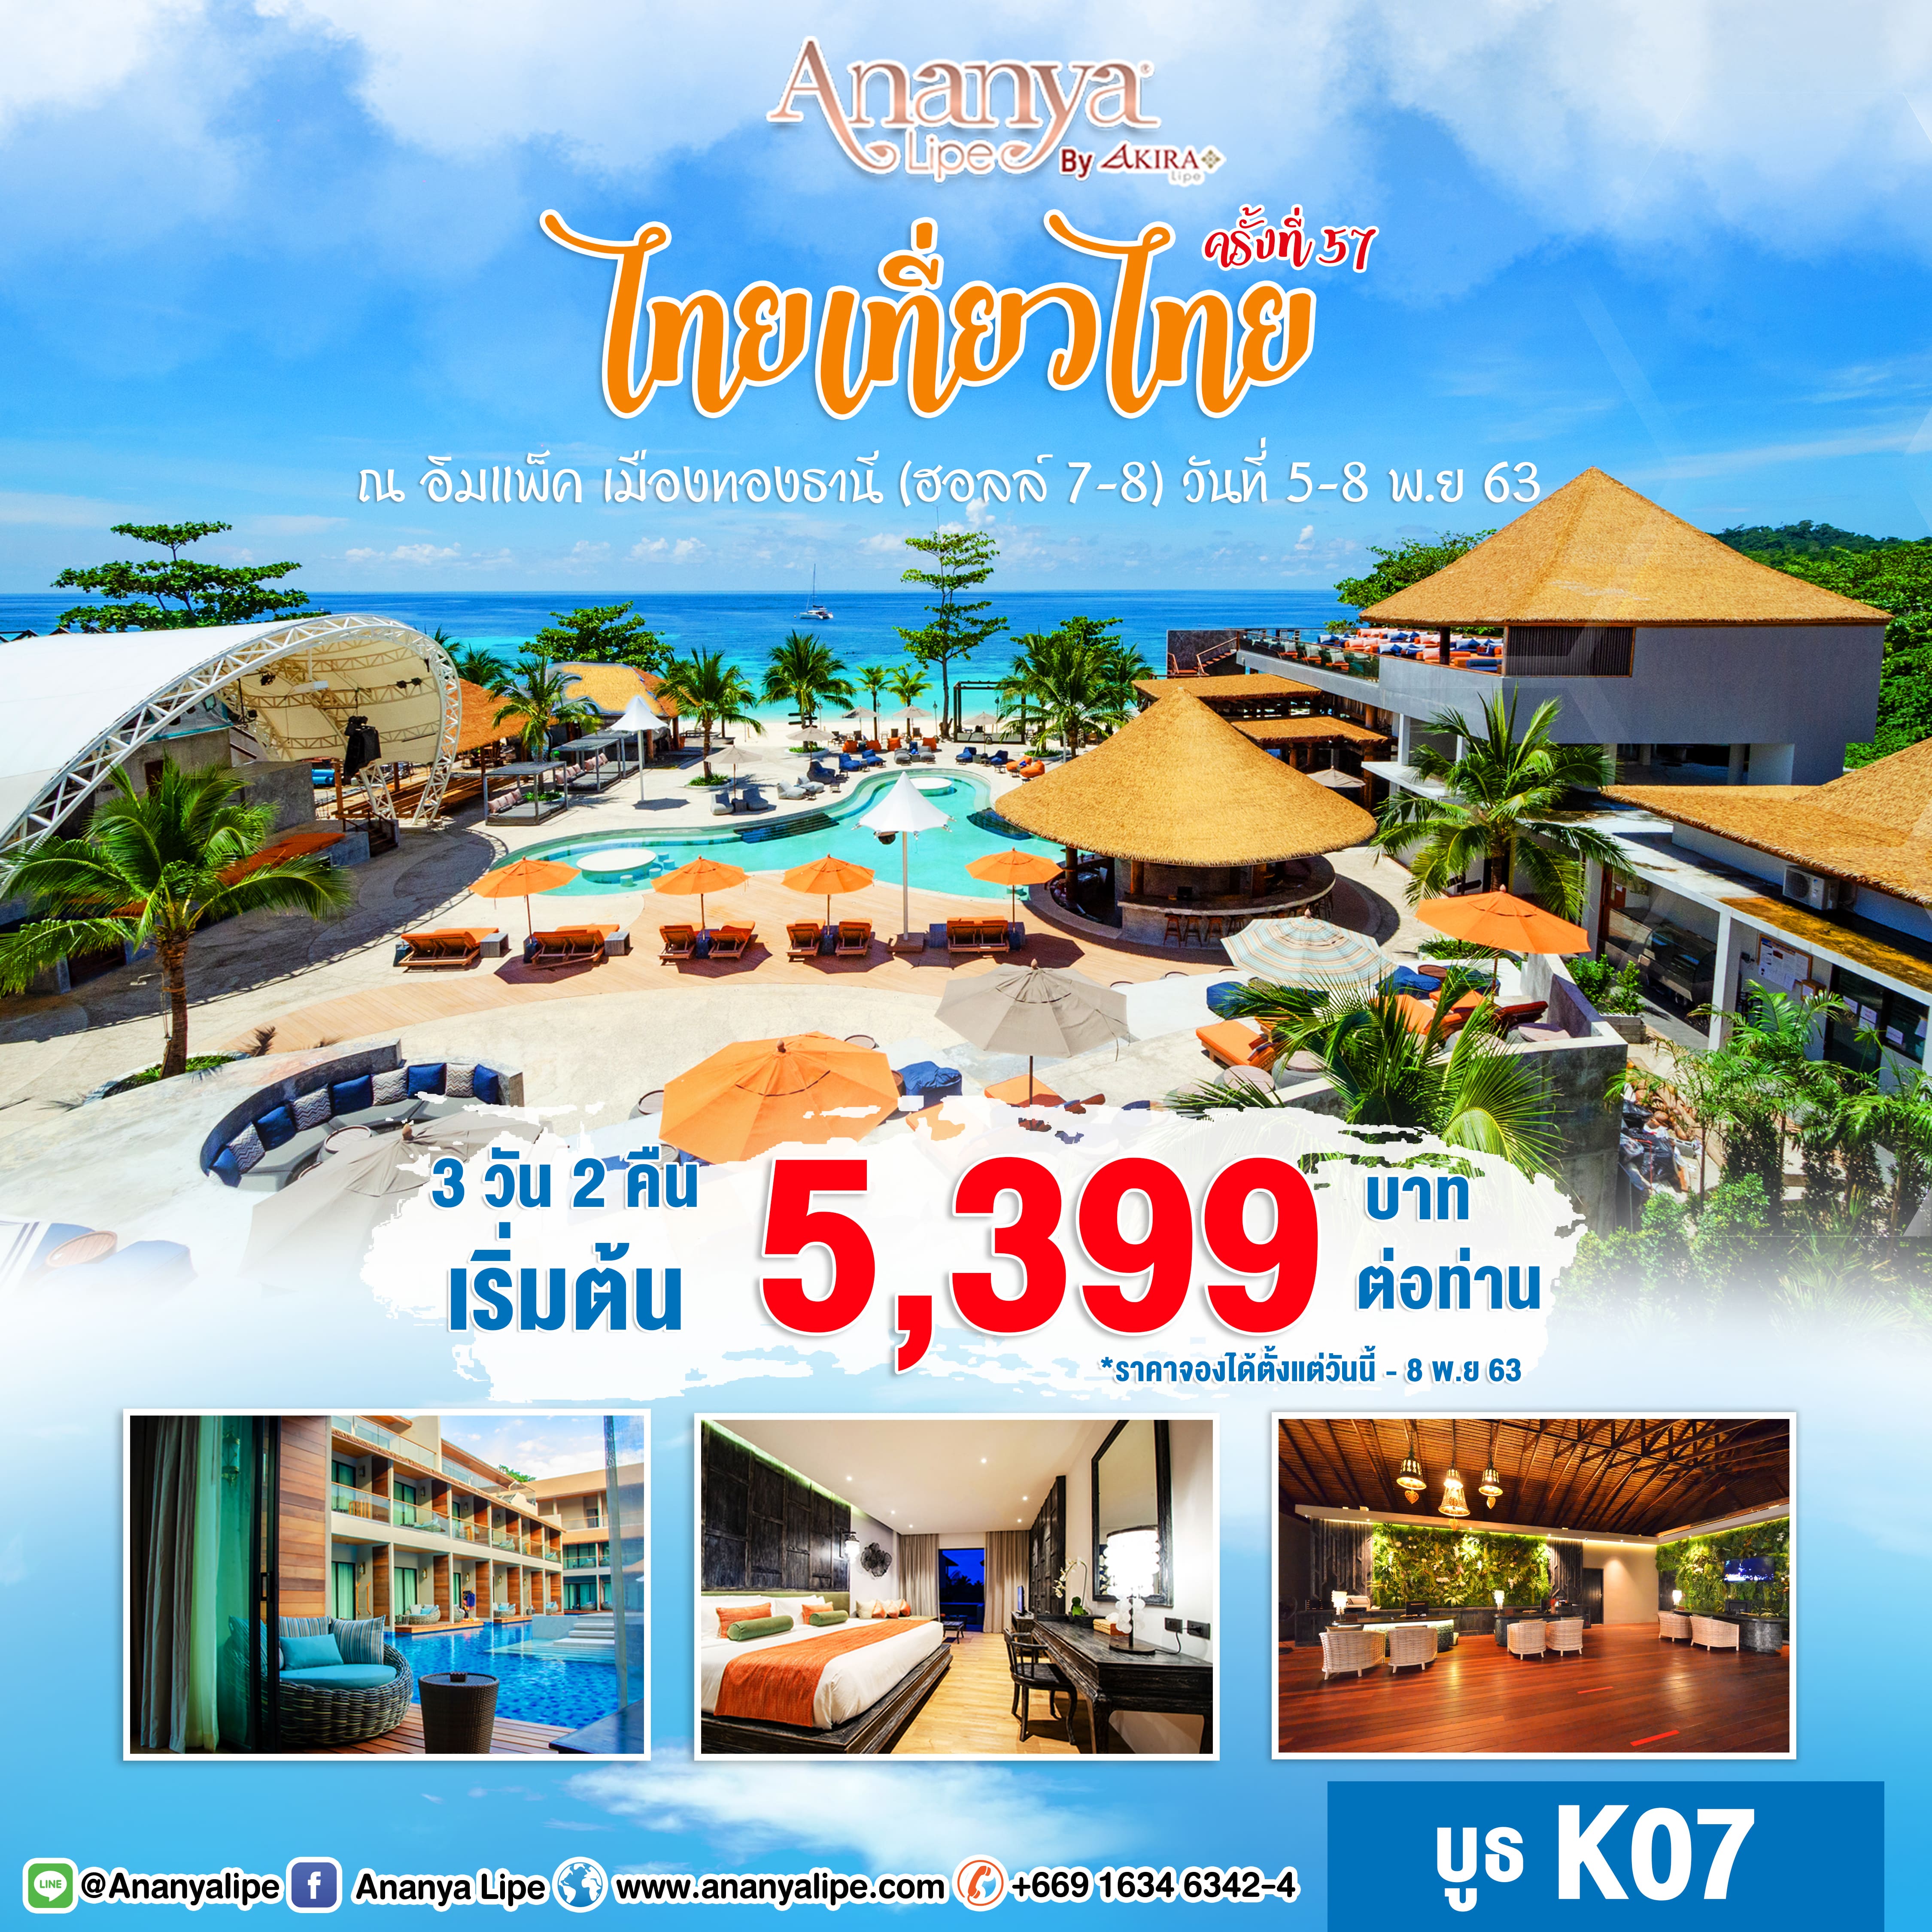 Ananya
Lipe By AKIRA
Lipe
ไทยเที่ยวไทย ครั้งที่ 57
ณ อิมแพ็ค เมืองทองธานี (ฮอลล์ 7-8) วันที่ 5-8 พ.ย 63
3 วัน 2 คืน
เริ่มต้น 5,399 บาท
ต่อท่าน
*ราคาจองได้ตั้งแต่วันนี้ - 8 พ.ย 63
บูธ K07
LINE @Ananyalipe f Ananya Lipe www.ananyalipe.com +669 1634 6342-4